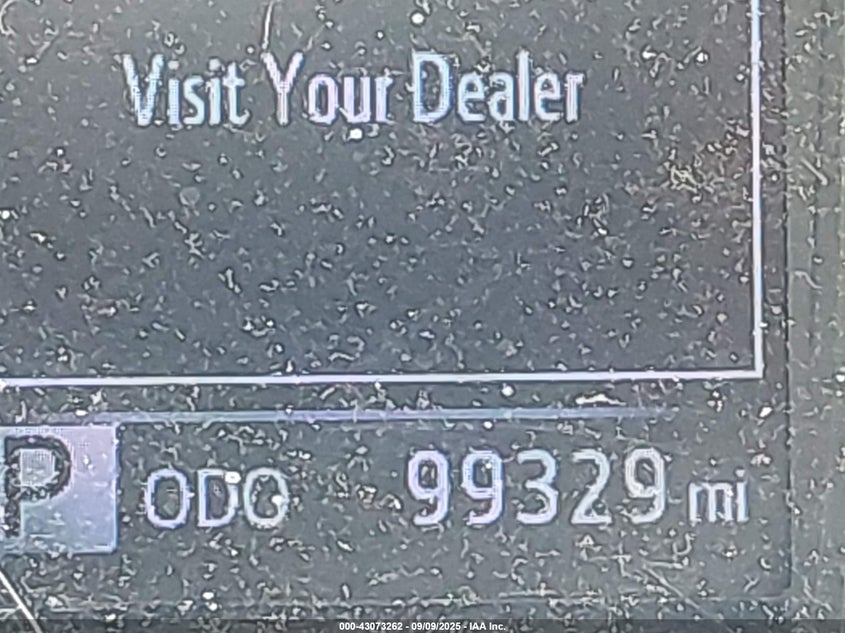 Visit Your Dealer
P ODO 99329 mi
000-43073262 - 09/09/2025 - IAA Inc.